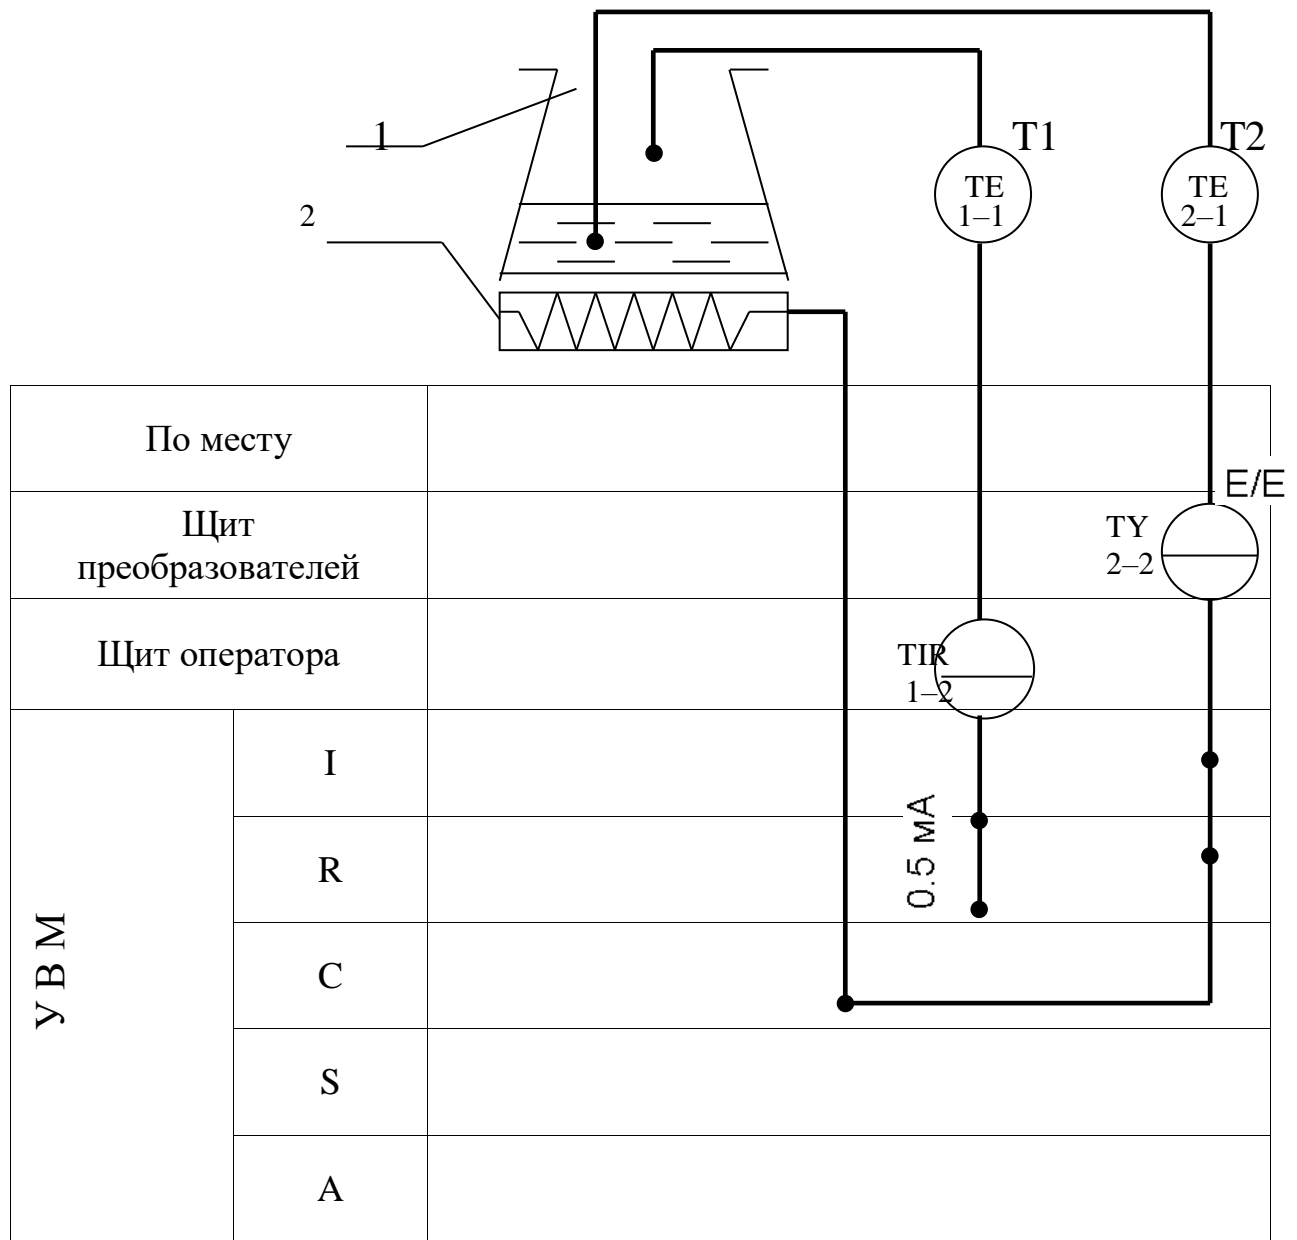 1
2
T1
T2
TE
1–1
TE
2–1
По месту
E/E
Щит
преобразователей
TY
2–2
Щит оператора
TIR
1–2
У В М
I
0.5 мА
R
C
S
A